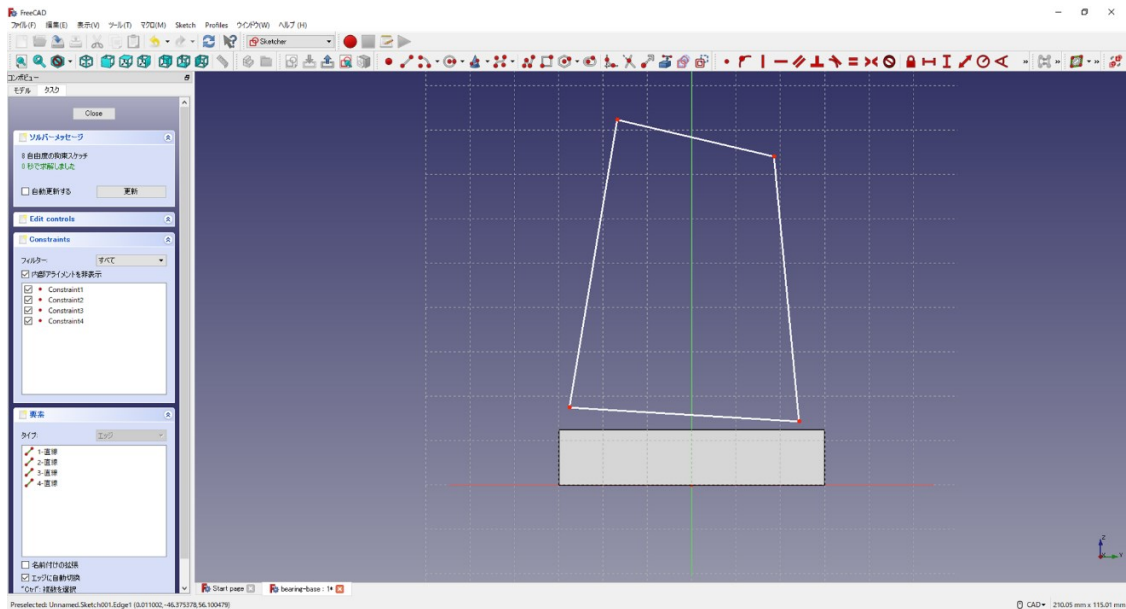 FreeCAD
ファイル(F) 編集(E) 表示(V) ツール(T) マクロ(M) Sketch Profiles ウィンドウ(W) ヘルプ(H)
Sketcher
コンボビュー
モデル タスク
Close
ソルバーメッセージ
8 自由度の拘束スケッチ
0 秒で求解しました
自動更新する 更新
Edit controls
Constraints
フィルター: すべて
内部アライメントを非表示
Constraint1
Constraint2
Constraint3
Constraint4
要素
タイプ: エッジ
1-直線
2-直線
3-直線
4-直線
名前付けの拡張
エッジに自動切換
"Ctrl": 複数を選択
Z
Y
Start page bearing-base : 1*
Preselected: Unnamed.Sketch001.Edge1 (0.011002,-46.375378,56.100479)
CAD 210.05 mm x 115.01 mm